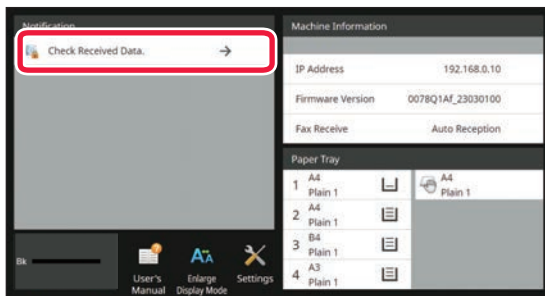 Notification
Check Received Data.
Bk
User's
Manual
Enlarge
Display Mode
Settings
Machine Information
IP Address 192.168.0.10
Firmware Version 0078Q1Af_23030100
Fax Receive Auto Reception
Paper Tray
1 A4
Plain 1
A4
Plain 1
2 A4
Plain 1
3 B4
Plain 1
4 A3
Plain 1